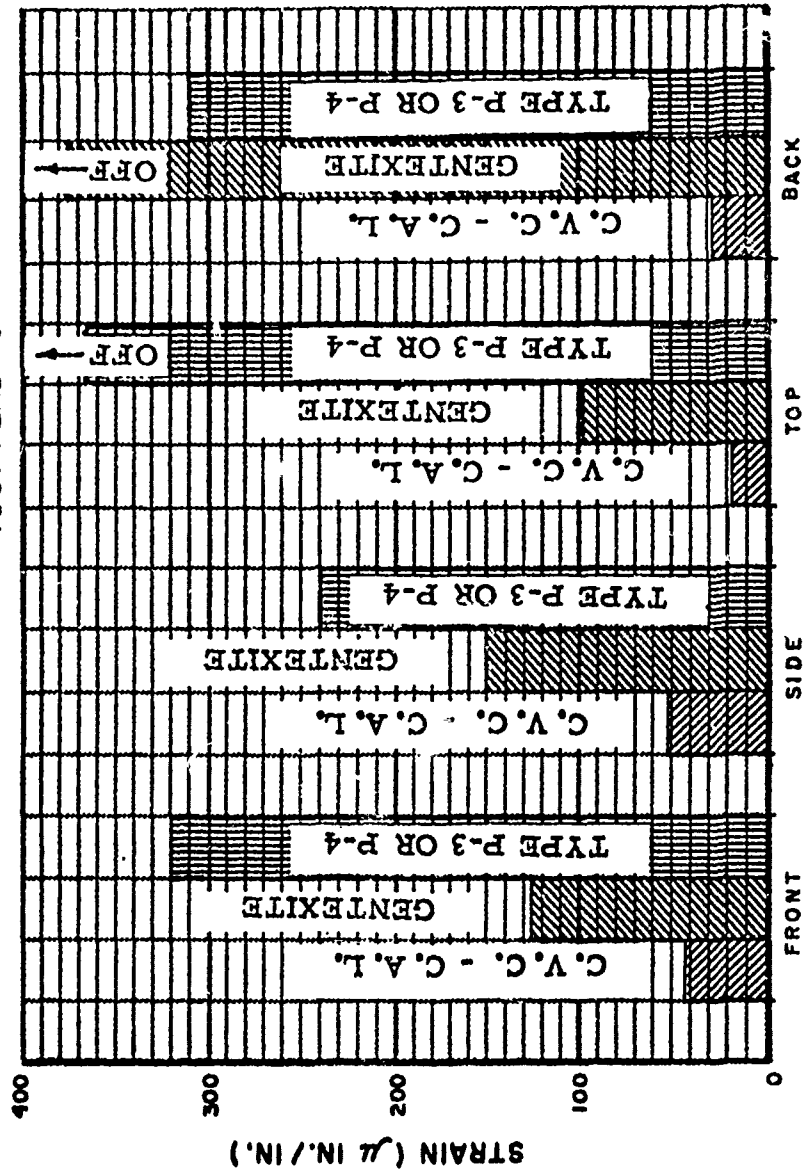 400
300
200
100
0
STRAIN (μ IN./IN.)
C.V.C. - C.A.L.
GENTEXITE
TYPE P-3 OR P-4
C.V.C. - C.A.L.
GENTEXITE
TYPE P-3 OR P-4
C.V.C. - C.A.L.
GENTEXITE
TYPE P-3 OR P-4
OFF
C.V.C. - C.A.L.
GENTEXITE
OFF
TYPE P-3 OR P-4
FRONT
SIDE
TOP
BACK